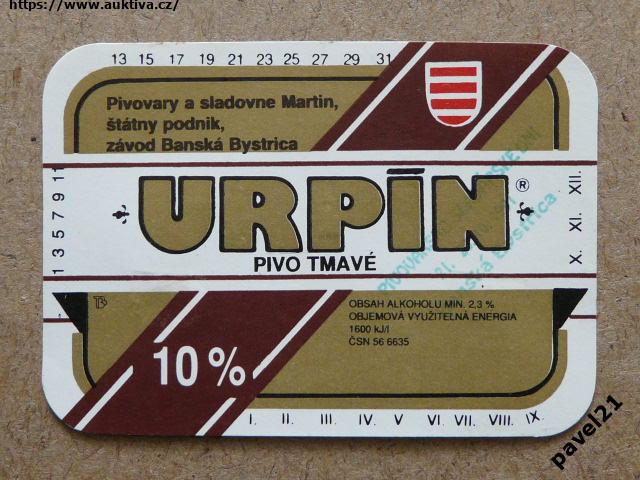 https://www.auktiva.cz/
13 15 17 19 21 23 25 27 29 31
Pivovary a sladovne Martin,
štátny podnik,
závod Banská Bystrica
1 3 5 7 9 11
URPÍN ®
PIVO TMAVÉ
X. XI. XII.
Bystrica
10 %
OBSAH ALKOHOLU MIN. 2,3 %
OBJEMOVÁ VYUŽITEĽNÁ ENERGIA
1600 kJ/l
ČSN 56 6635
I. II. III. IV. V VI. VII. VIII. IX.
pavel21